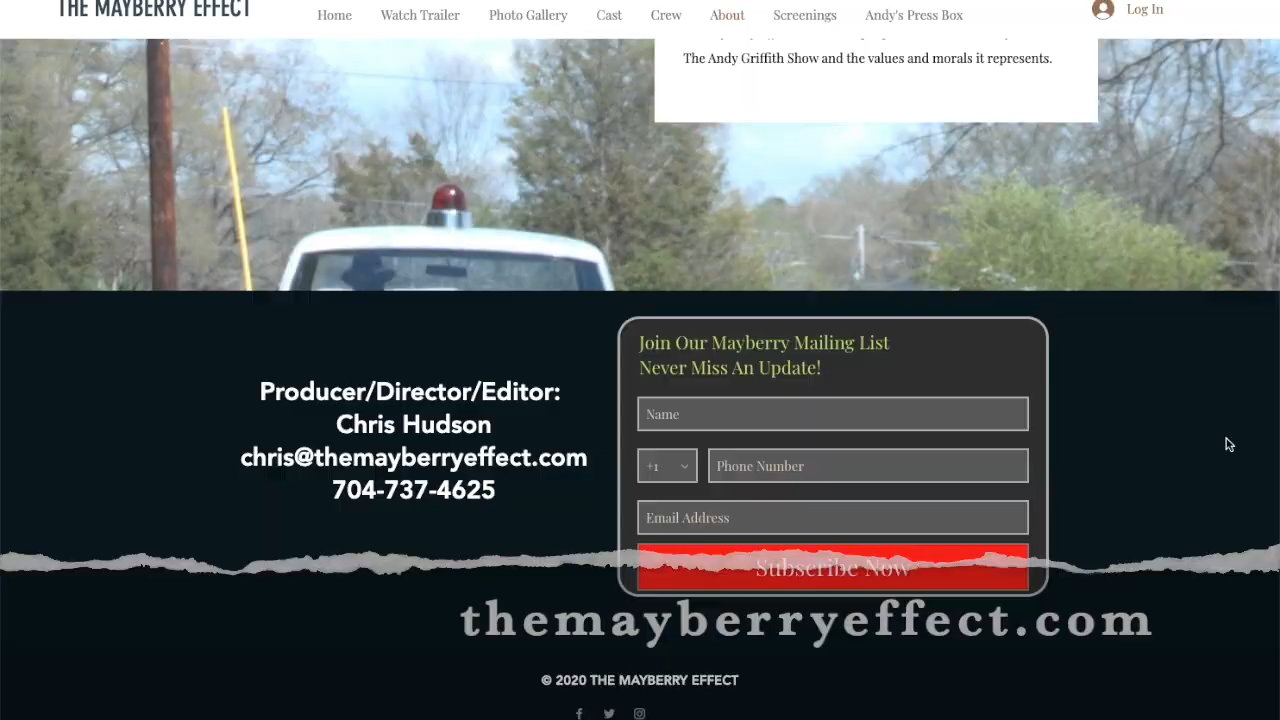 THE MAYBERRY EFFECT
Home Watch Trailer Photo Gallery Cast Crew About Screenings Andy's Press Box
Log In
The Andy Griffith Show and the values and morals it represents.
Join Our Mayberry Mailing List
Never Miss An Update!
Producer/Director/Editor:
Chris Hudson
chris@themayberryeffect.com
704-737-4625
Name
+1 Phone Number
Email Address
Subscribe Now
themayberryeffect.com
© 2020 THE MAYBERRY EFFECT